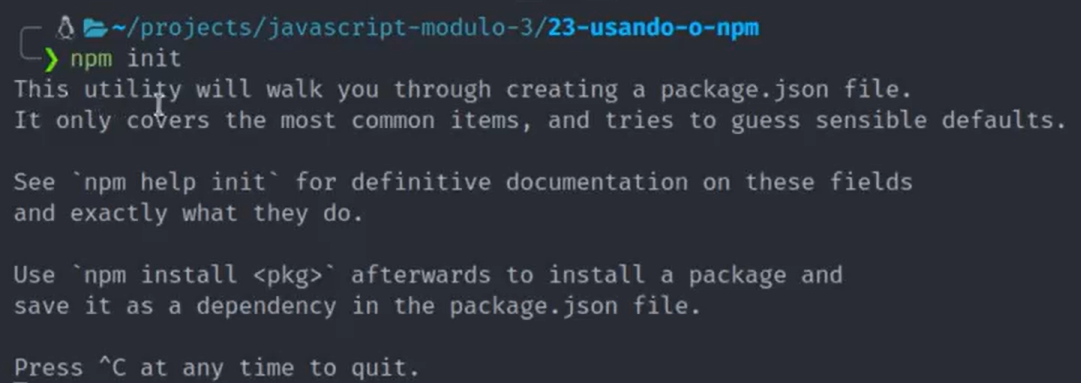 ~/projects/javascript-modulo-3/23-usando-o-npm
❯ npm init
This utility will walk you through creating a package.json file.
It only covers the most common items, and tries to guess sensible defaults.
See `npm help init` for definitive documentation on these fields
and exactly what they do.
Use `npm install <pkg>` afterwards to install a package and
save it as a dependency in the package.json file.
Press ^C at any time to quit.